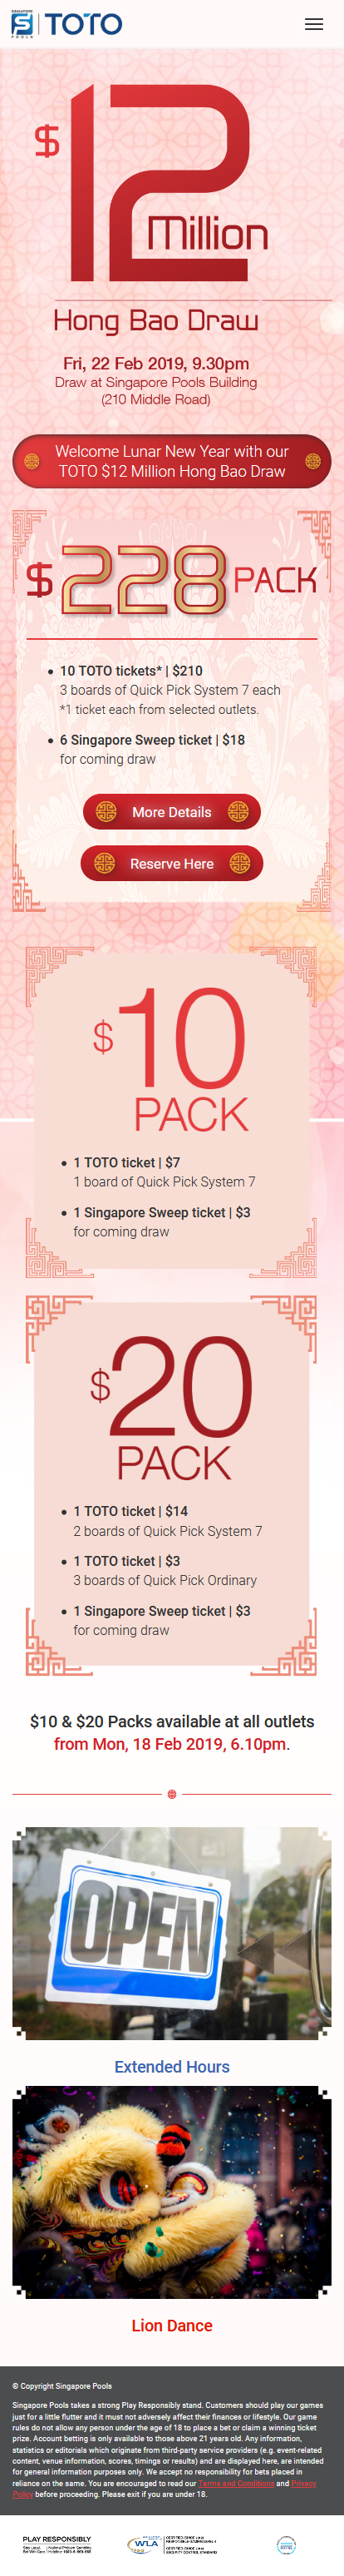 SINGAPORE
POOLS
TOTO
$12
Million
Hong Bao Draw
Fri, 22 Feb 2019, 9.30pm
Draw at Singapore Pools Building
(210 Middle Road)
Welcome Lunar New Year with our
TOTO $12 Million Hong Bao Draw
$228 PACK
• 10 TOTO tickets* | $210
3 boards of Quick Pick System 7 each
*1 ticket each from selected outlets.
• 6 Singapore Sweep ticket | $18
for coming draw
More Details
Reserve Here
$10
PACK
• 1 TOTO ticket | $7
1 board of Quick Pick System 7
• 1 Singapore Sweep ticket | $3
for coming draw
$20
PACK
• 1 TOTO ticket | $14
2 boards of Quick Pick System 7
• 1 TOTO ticket | $3
3 boards of Quick Pick Ordinary
• 1 Singapore Sweep ticket | $3
for coming draw
$10 & $20 Packs available at all outlets
from Mon, 18 Feb 2019, 6.10pm.
OPEN
Extended Hours
Lion Dance
© Copyright Singapore Pools
Singapore Pools takes a strong Play Responsibly stand. Customers should play our games
just for a little flutter and it must not adversely affect their finances or lifestyle. Our game
rules do not allow any person under the age of 18 to place a bet or claim a winning ticket
prize. Account betting is only available to those above 21 years old. Any information,
statistics or editorials which originate from third-party service providers (e.g. event-related
content, venue information, scores, timings or results) and are displayed here, are intended
for general information purposes only. We accept no responsibility for bets placed in
reliance on the same. You are encouraged to read our Terms and Conditions and Privacy
Policy before proceeding. Please exit if you are under 18.
PLAY RESPONSIBLY
WLA